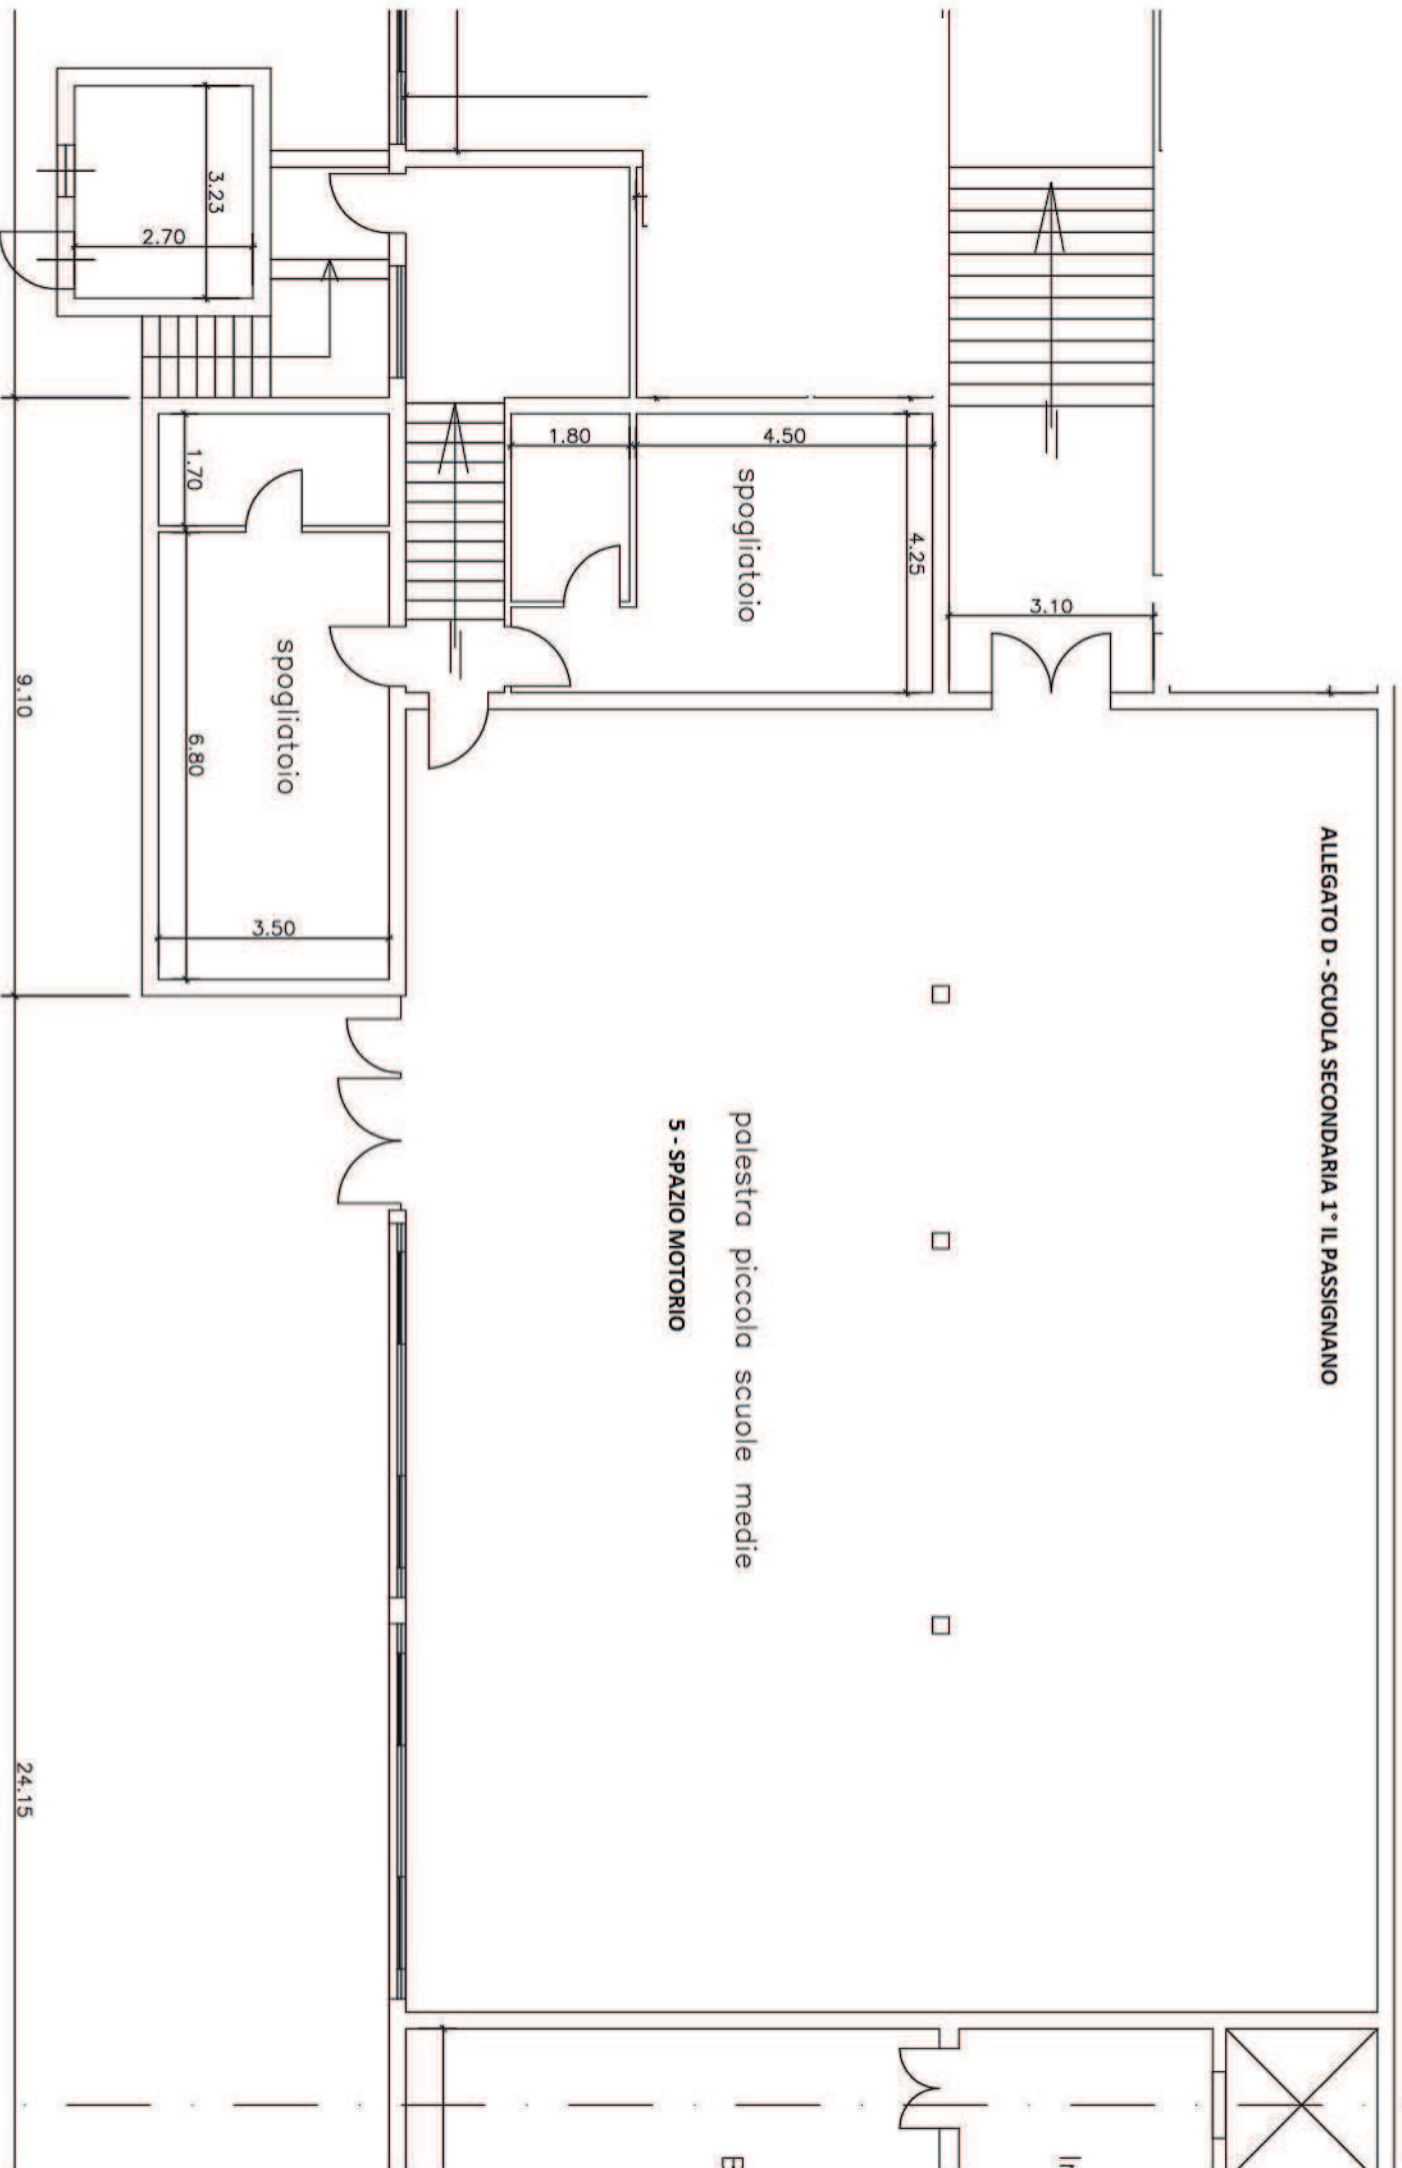 ALLEGATO D - SCUOLA SECONDARIA 1° IL PASSIGNANO
3.10
4.25
4.50
1.80
spogliatoio
palestra piccola scuole medie
5 - SPAZIO MOTORIO
spogliatoio
3.50
3.23
2.70
1.70
6.80
9.10
24.15